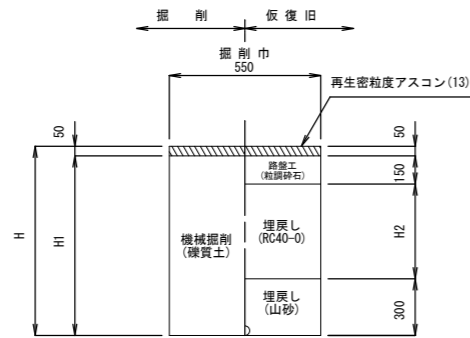 掘　削
仮 復 旧
掘 削 巾
550
再生密粒度アスコン(13)
50
50
路盤工
(粒調砕石)
150
H
H1
機械掘削
(礫質土)
埋戻し
(RC40-0)
H2
埋戻し
(山砂)
300